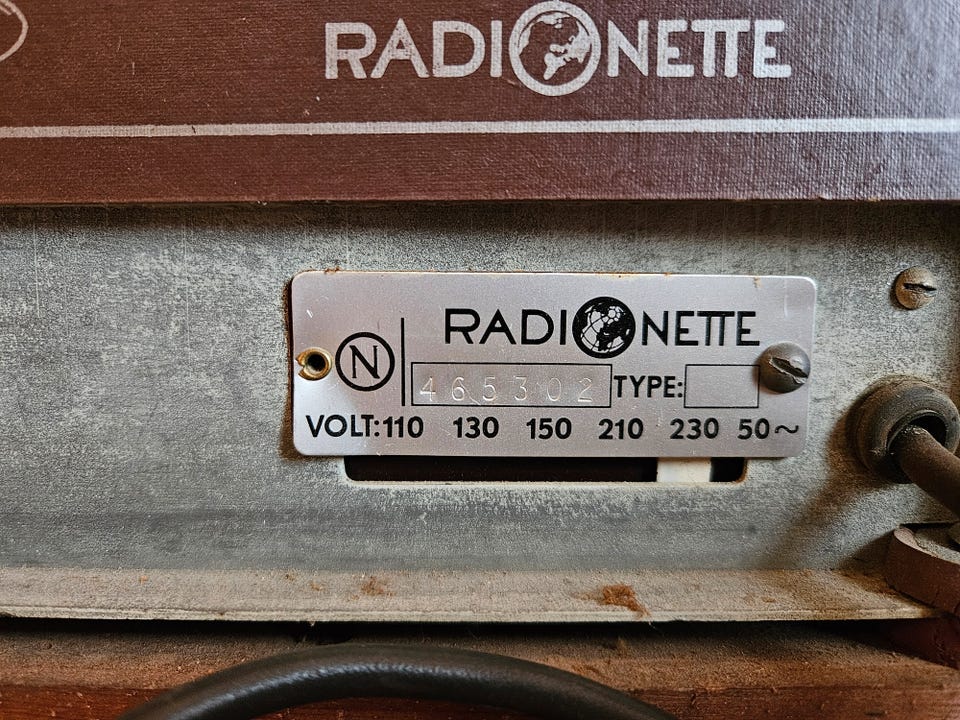 RADIONETTE
RADIONETTE
N
465302 TYPE:
VOLT: 110 130 150 210 230 50~